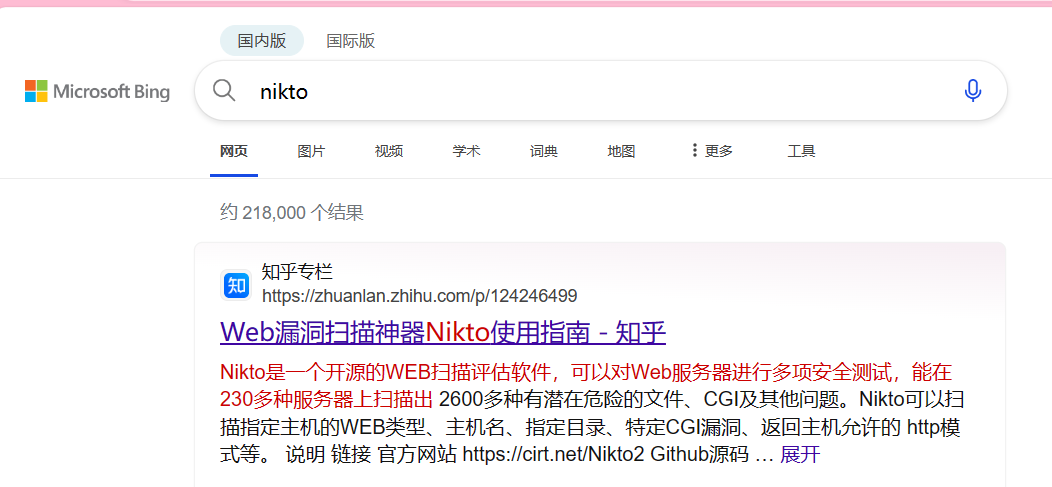 国内版 国际版
Microsoft Bing
nikto
网页 图片 视频 学术 词典 地图 更多 工具
约 218,000 个结果
知
知乎专栏
https://zhuanlan.zhihu.com/p/124246499
Web漏洞扫描神器Nikto使用指南 - 知乎
Nikto是一个开源的WEB扫描评估软件，可以对Web服务器进行多项安全测试，能在
230多种服务器上扫描出 2600多种有潜在危险的文件、CGI及其他问题。Nikto可以扫
描指定主机的WEB类型、主机名、指定目录、特定CGI漏洞、返回主机允许的 http模
式等。 说明 链接 官方网站 https://cirt.net/Nikto2 Github源码 … 展开